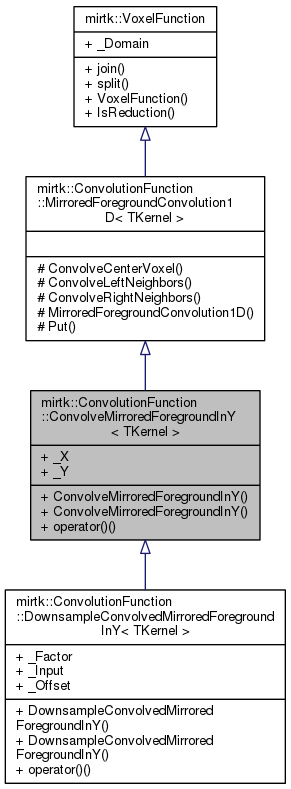 mirtk::VoxelFunction
+ _Domain
+ join()
+ split()
+ VoxelFunction()
+ IsReduction()
mirtk::ConvolutionFunction
::MirroredForegroundConvolution1
D< TKernel >
# ConvolveCenterVoxel()
# ConvolveLeftNeighbors()
# ConvolveRightNeighbors()
# MirroredForegroundConvolution1D()
# Put()
mirtk::ConvolutionFunction
::ConvolveMirroredForegroundInY
< TKernel >
+ _X
+ _Y
+ ConvolveMirroredForegroundInY()
+ ConvolveMirroredForegroundInY()
+ operator()()
mirtk::ConvolutionFunction
::DownsampleConvolvedMirroredForeground
InY< TKernel >
+ _Factor
+ _Input
+ _Offset
+ DownsampleConvolvedMirrored
ForegroundInY()
+ DownsampleConvolvedMirrored
ForegroundInY()
+ operator()()